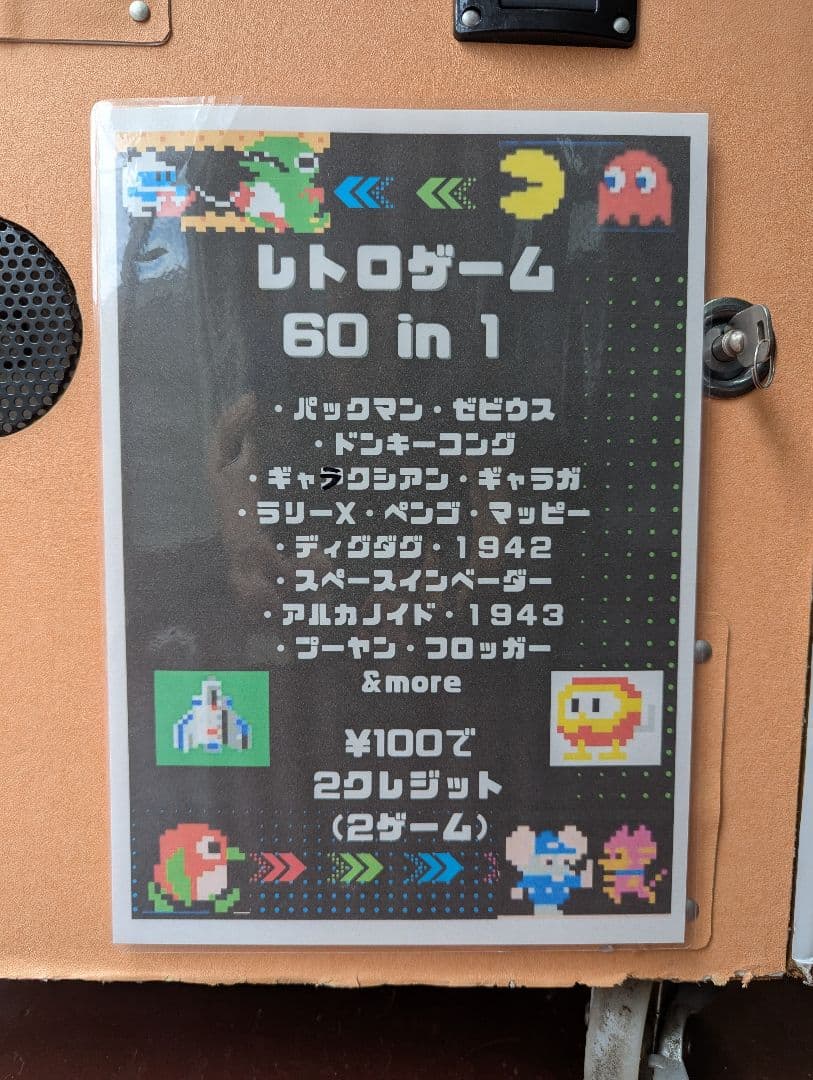 レトロゲーム
60 in 1
・パックマン・ゼビウス
・ドンキーコング
・ギャラクシアン・ギャラガ
・ラリーX・ペンゴ・マッピー
・ディグダグ・1942
・スペースインベーダー
・アルカノイド・1943
・プーヤン・フロッガー
&more
¥100で
2クレジット
(2ゲーム)